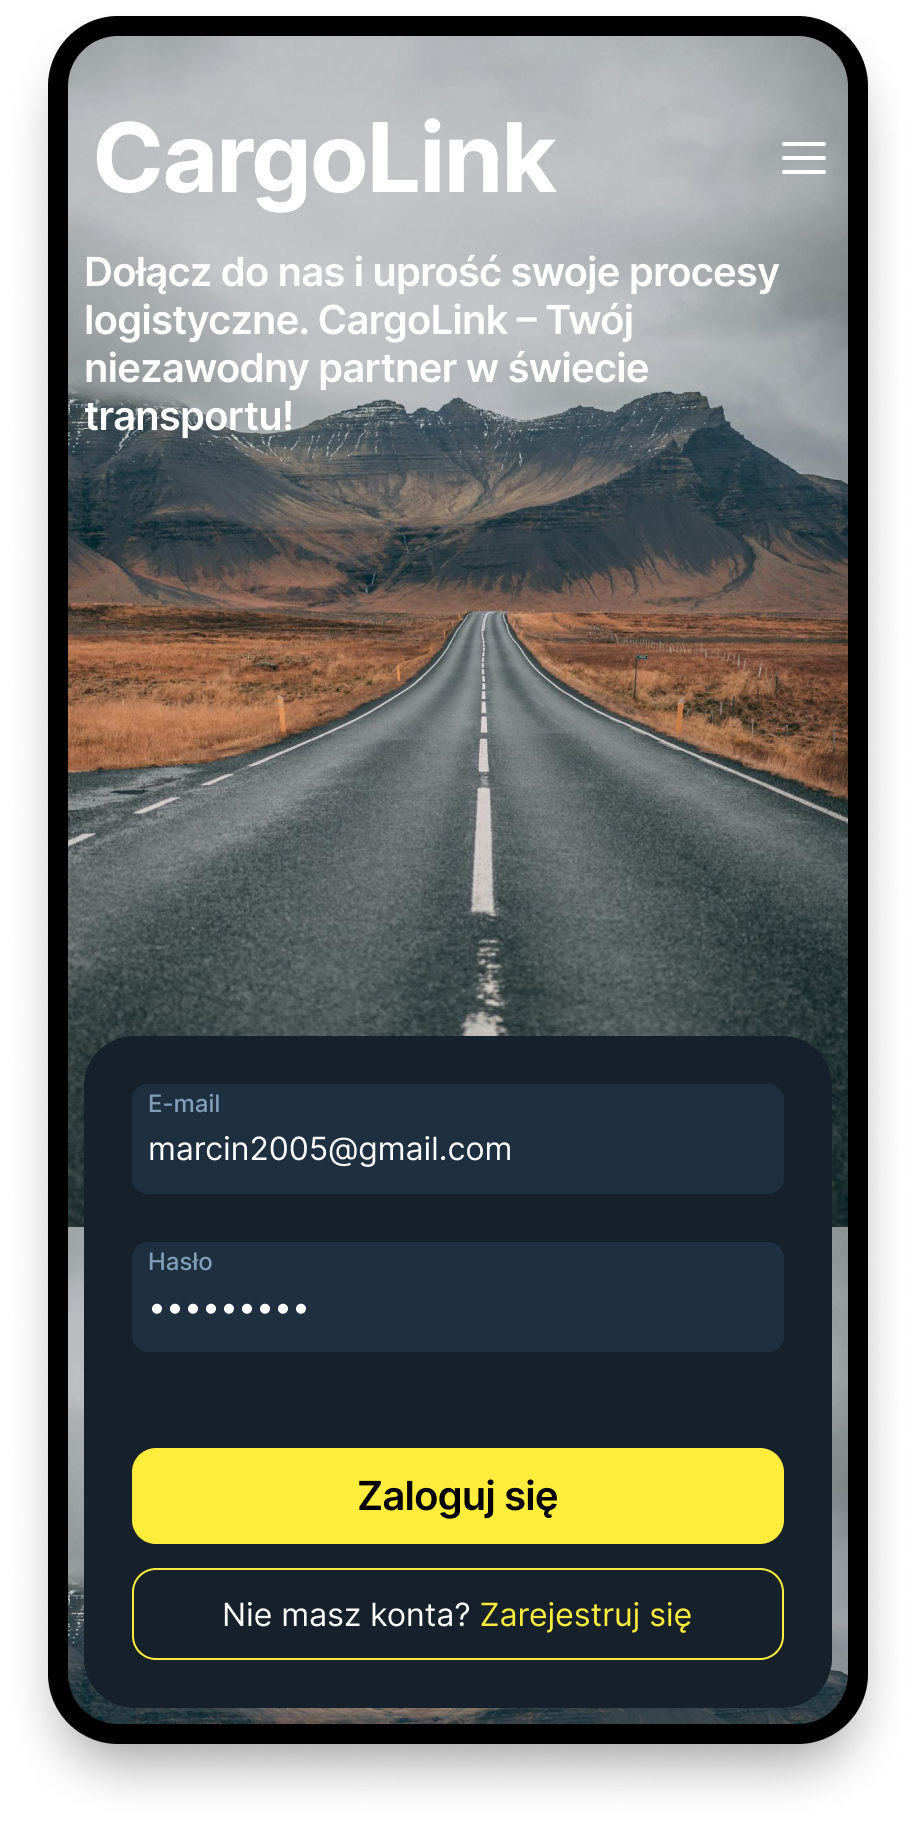 CargoLink
Dołącz do nas i uprość swoje procesy
logistyczne. CargoLink – Twój
niezawodny partner w świecie
transportu!
E-mail
marcin2005@gmail.com
Hasło
•••••••••
Zaloguj się
Nie masz konta? Zarejestruj się